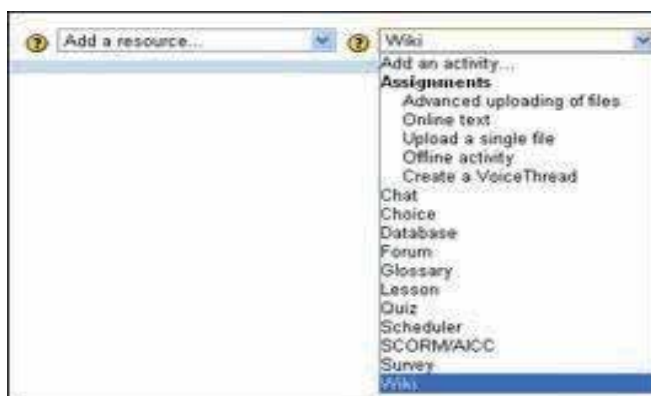 Add a resource...
Wiki
Add an activity...
Assignments
Advanced uploading of files
Online text
Upload a single file
Offline activity
Create a VoiceThread
Chat
Choice
Database
Forum
Glossary
Lesson
Quiz
Scheduler
SCORM/AICC
Survey
Wiki